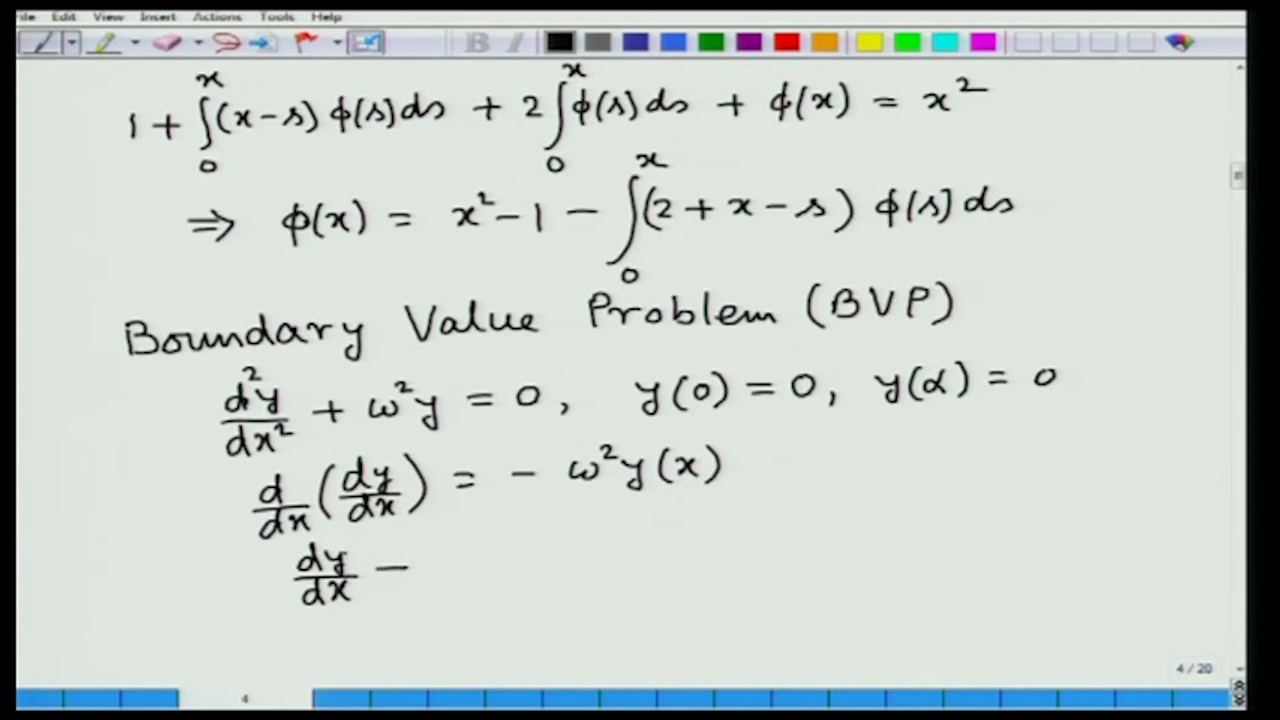 File Edit View Insert Actions Tools Help
B I
1 + ∫₀ˣ (x-s) ϕ(s) ds + 2 ∫₀ˣ ϕ(s) ds + ϕ(x) = x²
⇒ ϕ(x) = x² - 1 - ∫₀ˣ (2 + x - s) ϕ(s) ds
Boundary Value Problem (BVP)
d²y/dx² + ω²y = 0, y(0) = 0, y(α) = 0
d/dx (dy/dx) = - ω²y(x)
dy/dx -
4 / 20
4